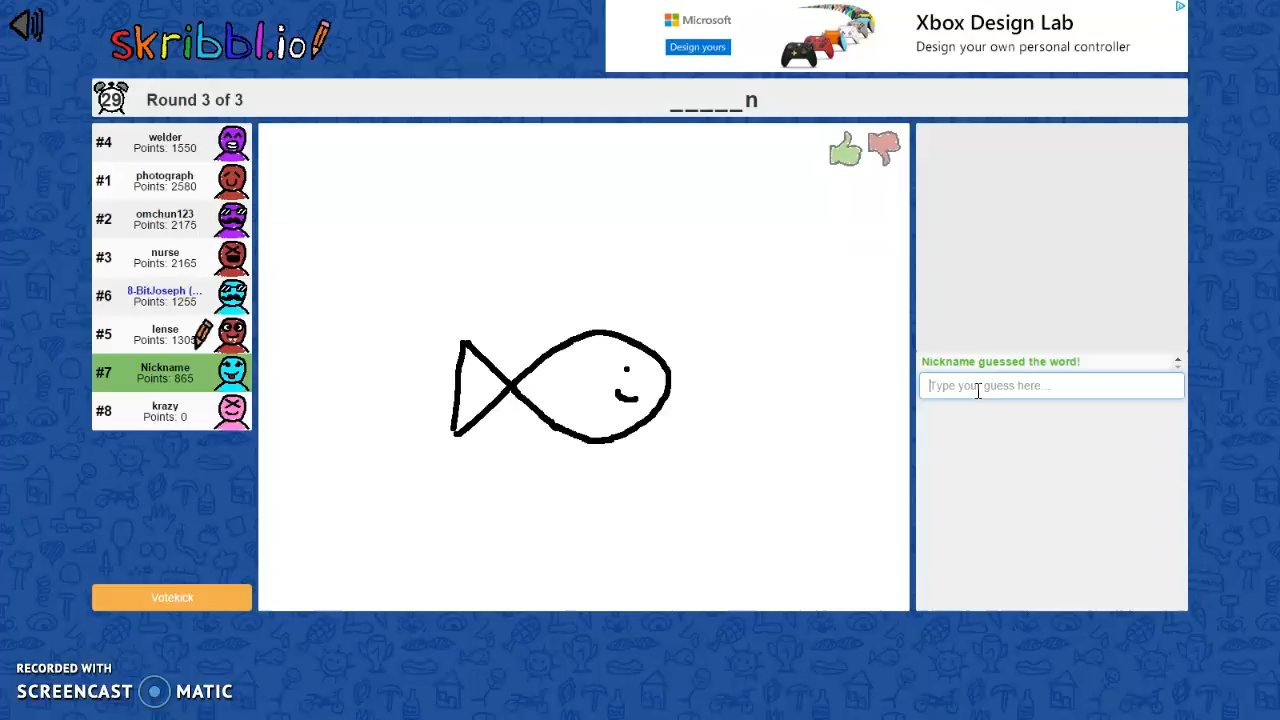 skribbl.io
Microsoft
Design yours
Xbox Design Lab
Design your own personal controller
29
Round 3 of 3
_____n
#4
welder
Points: 1550
#1
photograph
Points: 2580
#2
omchun123
Points: 2175
#3
nurse
Points: 2165
#6
8-BitJoseph (...
Points: 1255
#5
lense
Points: 1305
#7
Nickname
Points: 865
#8
krazy
Points: 0
Nickname guessed the word!
Type your guess here...
Votekick
RECORDED WITH
SCREENCAST MATIC